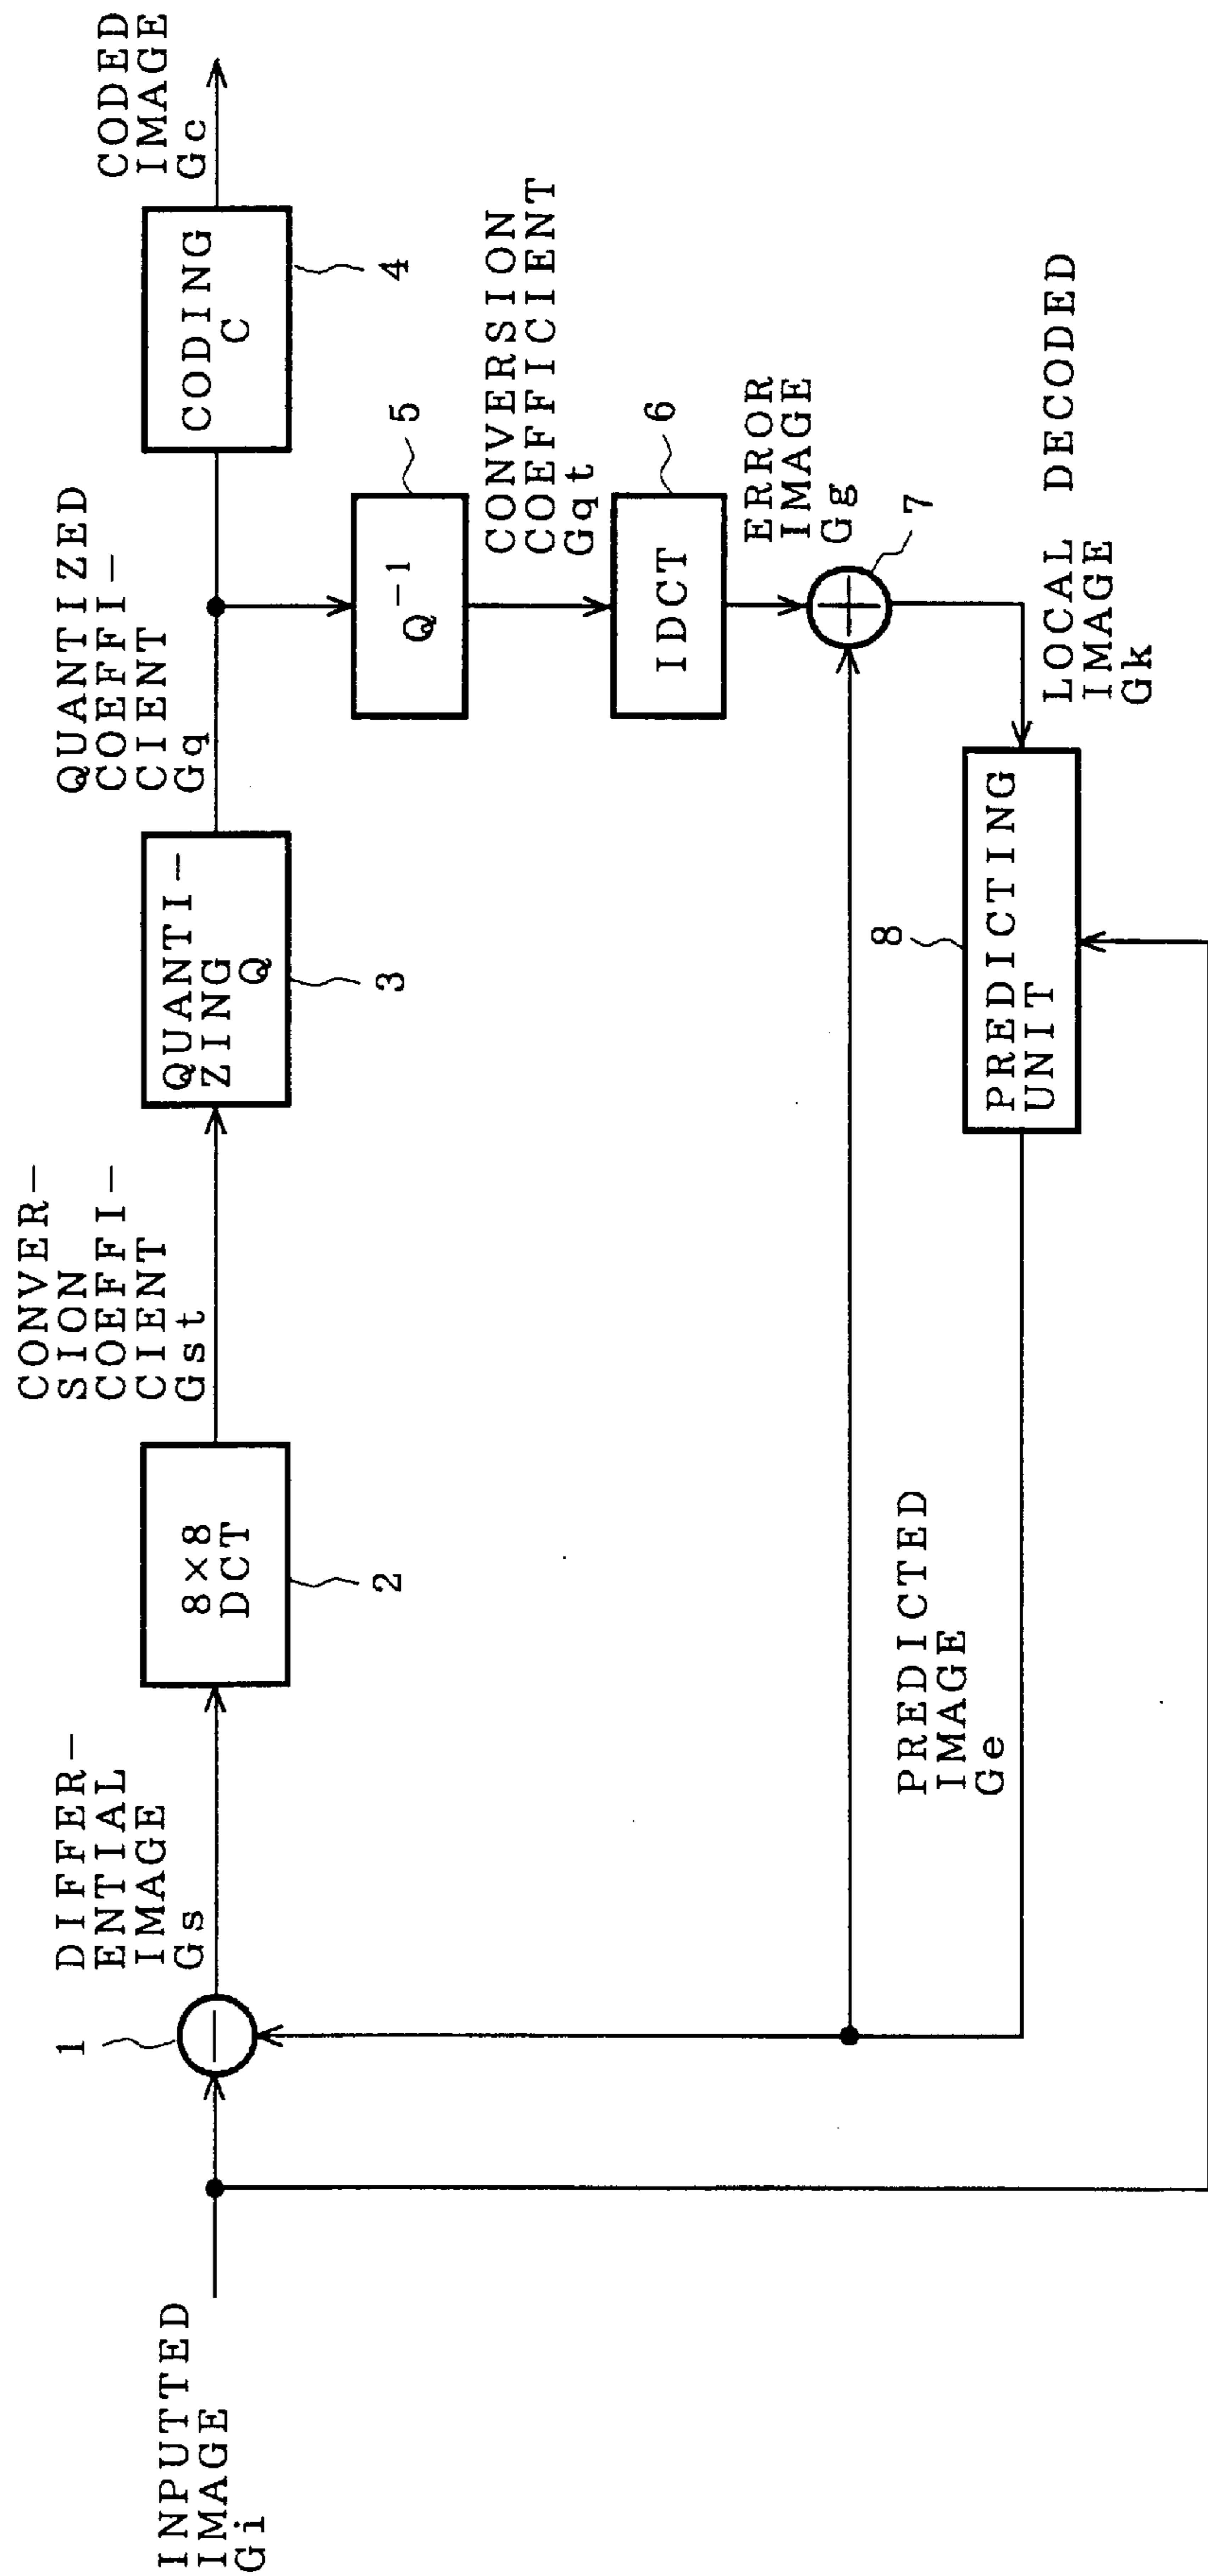 INPUTTED
IMAGE
Gi
1
DIFFER-
ENTIAL
IMAGE
Gs
8×8
DCT
2
CONVER-
SION
COEFFI-
CIENT
Gst
QUANTI-
ZING
Q
3
QUANTIZED
COEFFI-
CIENT
Gq
CODING
C
4
CODED
IMAGE
Gc
Q⁻¹
5
CONVERSION
COEFFICIENT
Gqt
IDCT
6
ERROR
IMAGE
Gg
7
LOCAL DECODED
IMAGE
Gk
PREDICTING
UNIT
8
PREDICTED
IMAGE
Ge